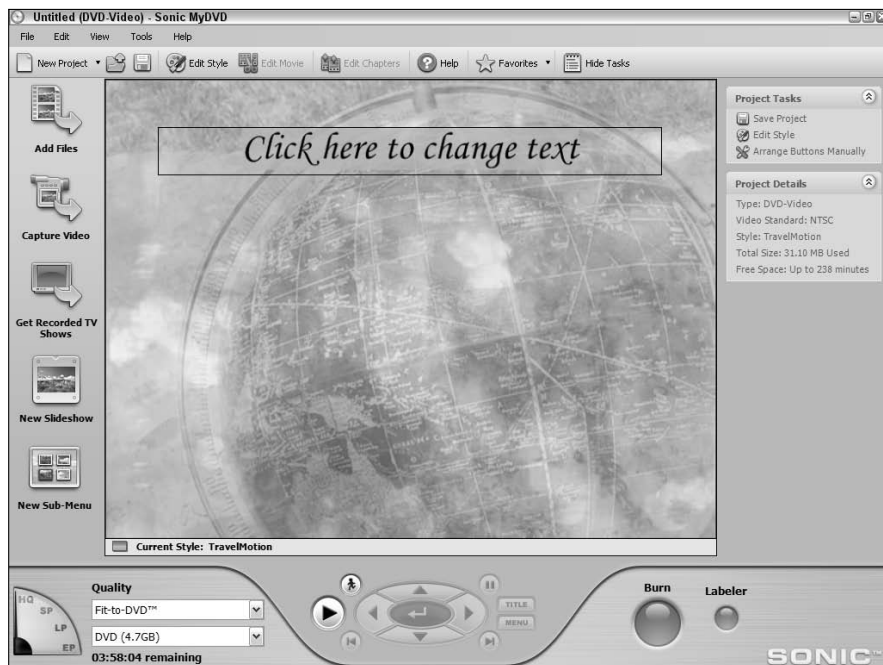 Untitled (DVD-Video) - Sonic MyDVD
File Edit View Tools Help
New Project Edit Style Edit Movie Edit Chapters Help Favorites Hide Tasks
Add Files
Capture Video
Get Recorded TV
Shows
New Slideshow
New Sub-Menu
Click here to change text
Current Style: TravelMotion
Project Tasks
Save Project
Edit Style
Arrange Buttons Manually
Project Details
Type: DVD-Video
Video Standard: NTSC
Style: TravelMotion
Total Size: 31.10 MB Used
Free Space: Up to 238 minutes
HQ
SP
LP
EP
Quality
Fit-to-DVD™
DVD (4.7GB)
03:58:04 remaining
TITLE
MENU
Burn
Labeler
SONIC™